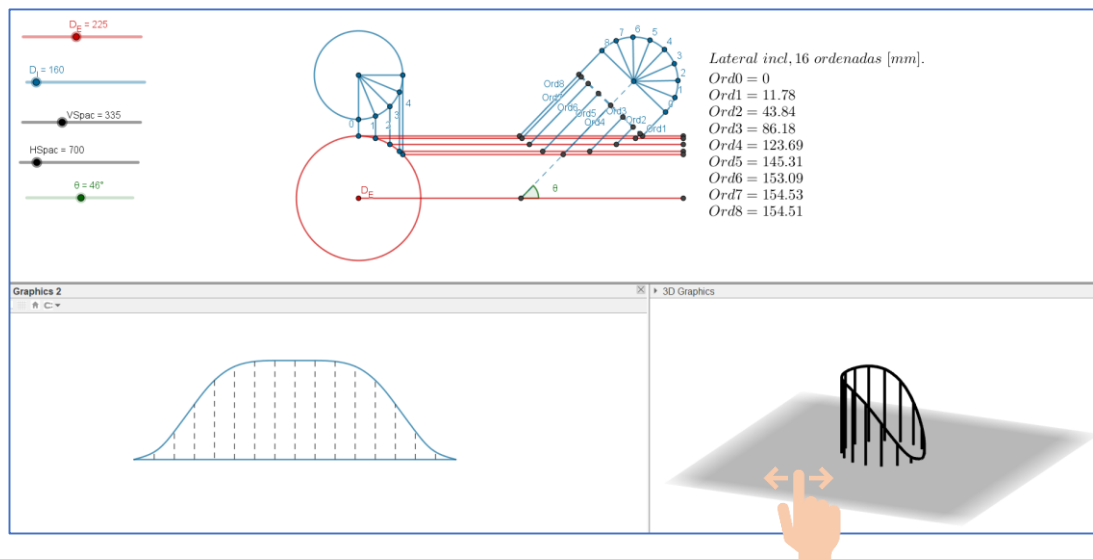 D_E = 225
D_I = 160
VSpac = 335
HSpac = 700
θ = 46°
0
1
2
3
4
D_E
8
7
6
5
4
3
2
1
0
Ord8
Ord7
Ord6
Ord5
Ord4
Ord3
Ord2
Ord1
θ
Lateral incl, 16 ordenadas [mm].
Ord0 = 0
Ord1 = 11.78
Ord2 = 43.84
Ord3 = 86.18
Ord4 = 123.69
Ord5 = 145.31
Ord6 = 153.09
Ord7 = 154.53
Ord8 = 154.51
Graphics 2
3D Graphics